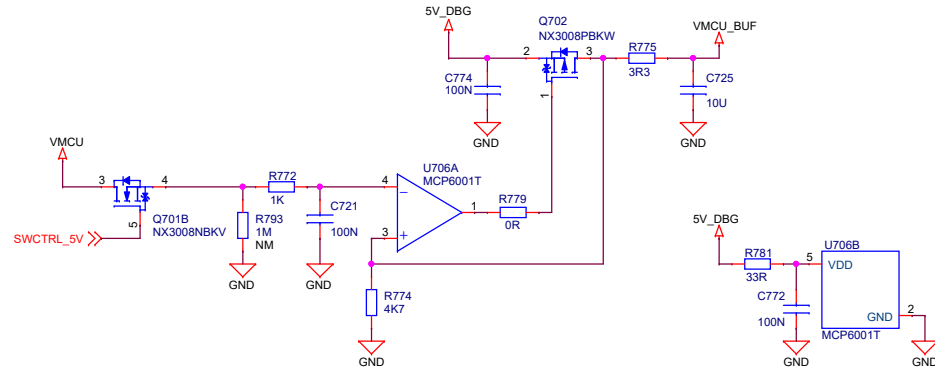 5V_DBG
Q702
NX3008PBKW
VMCU_BUF
2
3
R775
3R3
C774
100N
1
C725
10U
GND
GND
VMCU
3
4
R772
1K
4
U706A
MCP6001T
1
R779
0R
5
Q701B
NX3008NBKV
SWCTRL_5V
R793
1M
NM
C721
100N
3
GND
GND
R774
4K7
GND
5V_DBG
R781
33R
5
U706B
VDD
C772
100N
GND
2
MCP6001T
GND
GND